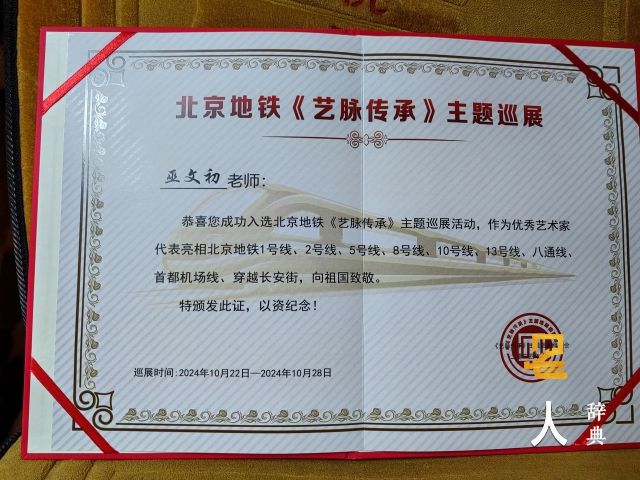 北京地铁《艺脉传承》主题巡展
巫文初老师:
恭喜您成功入选北京地铁《艺脉传承》主题巡展活动，作为优秀艺术家
代表亮相北京地铁1号线、2号线、5号线、8号线、10号线、13号线、八通线、
首都机场线、穿越长安街，向祖国致敬。
特颁发此证，以资纪念！
巡展时间:2024年10月22日—2024年10月28日
人 辞典